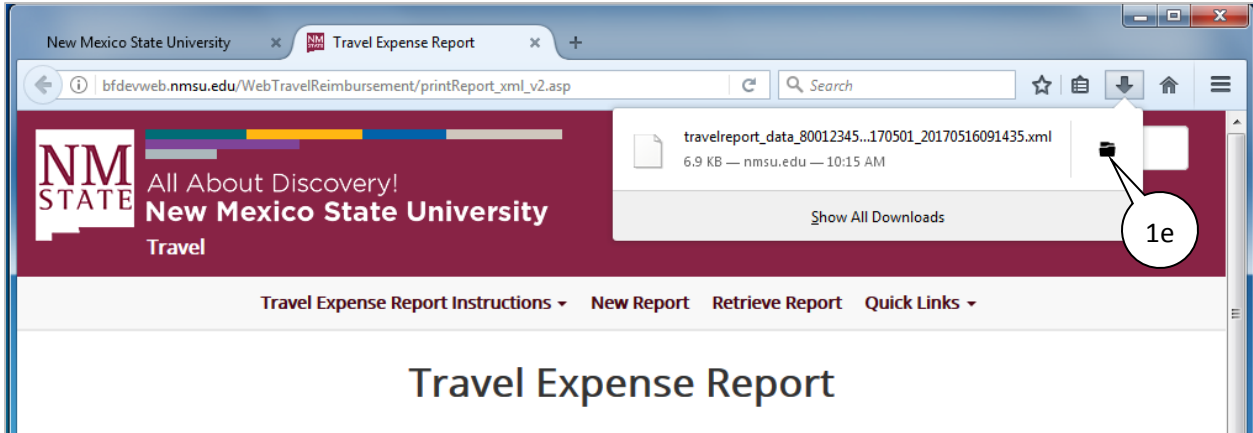 New Mexico State University
Travel Expense Report
bfdevweb.nmsu.edu/WebTravelReimbursement/printReport_xml_v2.asp
Search
travelreport_data_80012345...170501_20170516091435.xml
6.9 KB — nmsu.edu — 10:15 AM
Show All Downloads
1e
NM
STATE
All About Discovery!
New Mexico State University
Travel
Travel Expense Report Instructions New Report Retrieve Report Quick Links
Travel Expense Report